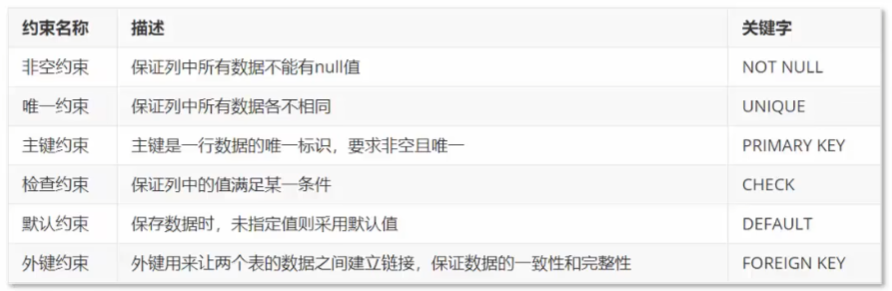 约束名称 描述 关键字
非空约束 保证列中所有数据不能有null值 NOT NULL
唯一约束 保证列中所有数据各不相同 UNIQUE
主键约束 主键是一行数据的唯一标识，要求非空且唯一 PRIMARY KEY
检查约束 保证列中的值满足某一条件 CHECK
默认约束 保存数据时，未指定值则采用默认值 DEFAULT
外键约束 外键用来让两个表的数据之间建立链接，保证数据的一致性和完整性 FOREIGN KEY